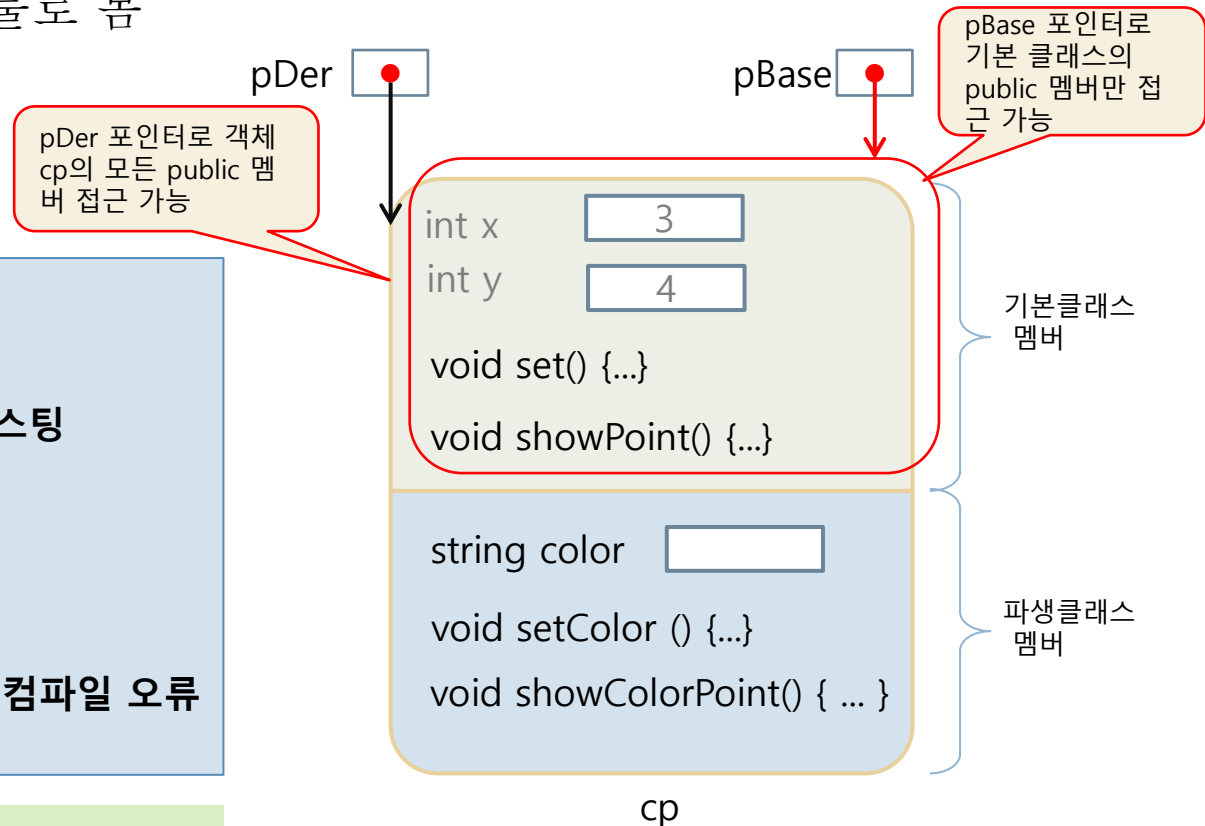 pDer
pBase
pBase 포인터로
기본 클래스의
public 멤버만 접
근 가능
pDer 포인터로 객체
cp의 모든 public 멤
버 접근 가능
int x
3
int y
4
void set() {...}
void showPoint() {...}
기본클래스
멤버
스팅
string color
void setColor () {...}
void showColorPoint() { ... }
파생클래스
멤버
컴파일 오류
cp